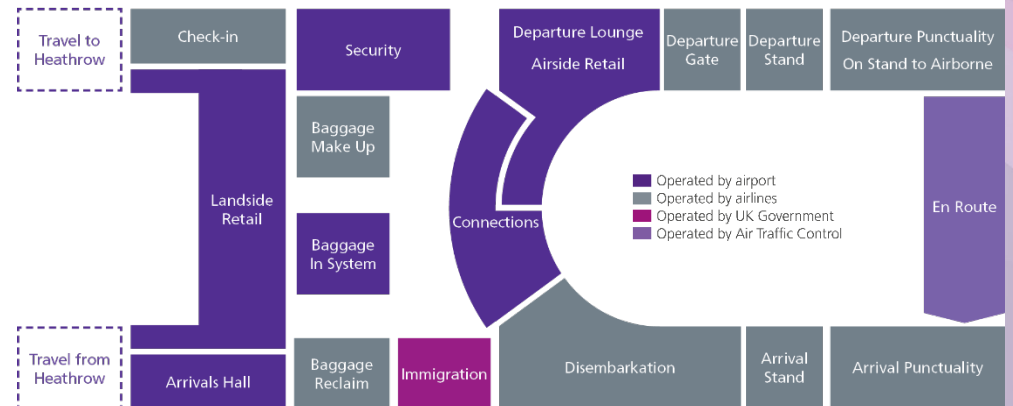 Travel to
Heathrow
Check-in
Security
Departure Lounge
Airside Retail
Departure
Gate
Departure
Stand
Departure Punctuality
On Stand to Airborne
Baggage
Make Up
Landside
Retail
Baggage
In System
Connections
Operated by airport
Operated by airlines
Operated by UK Government
Operated by Air Traffic Control
En Route
Travel from
Heathrow
Arrivals Hall
Baggage
Reclaim
Immigration
Disembarkation
Arrival
Stand
Arrival Punctuality